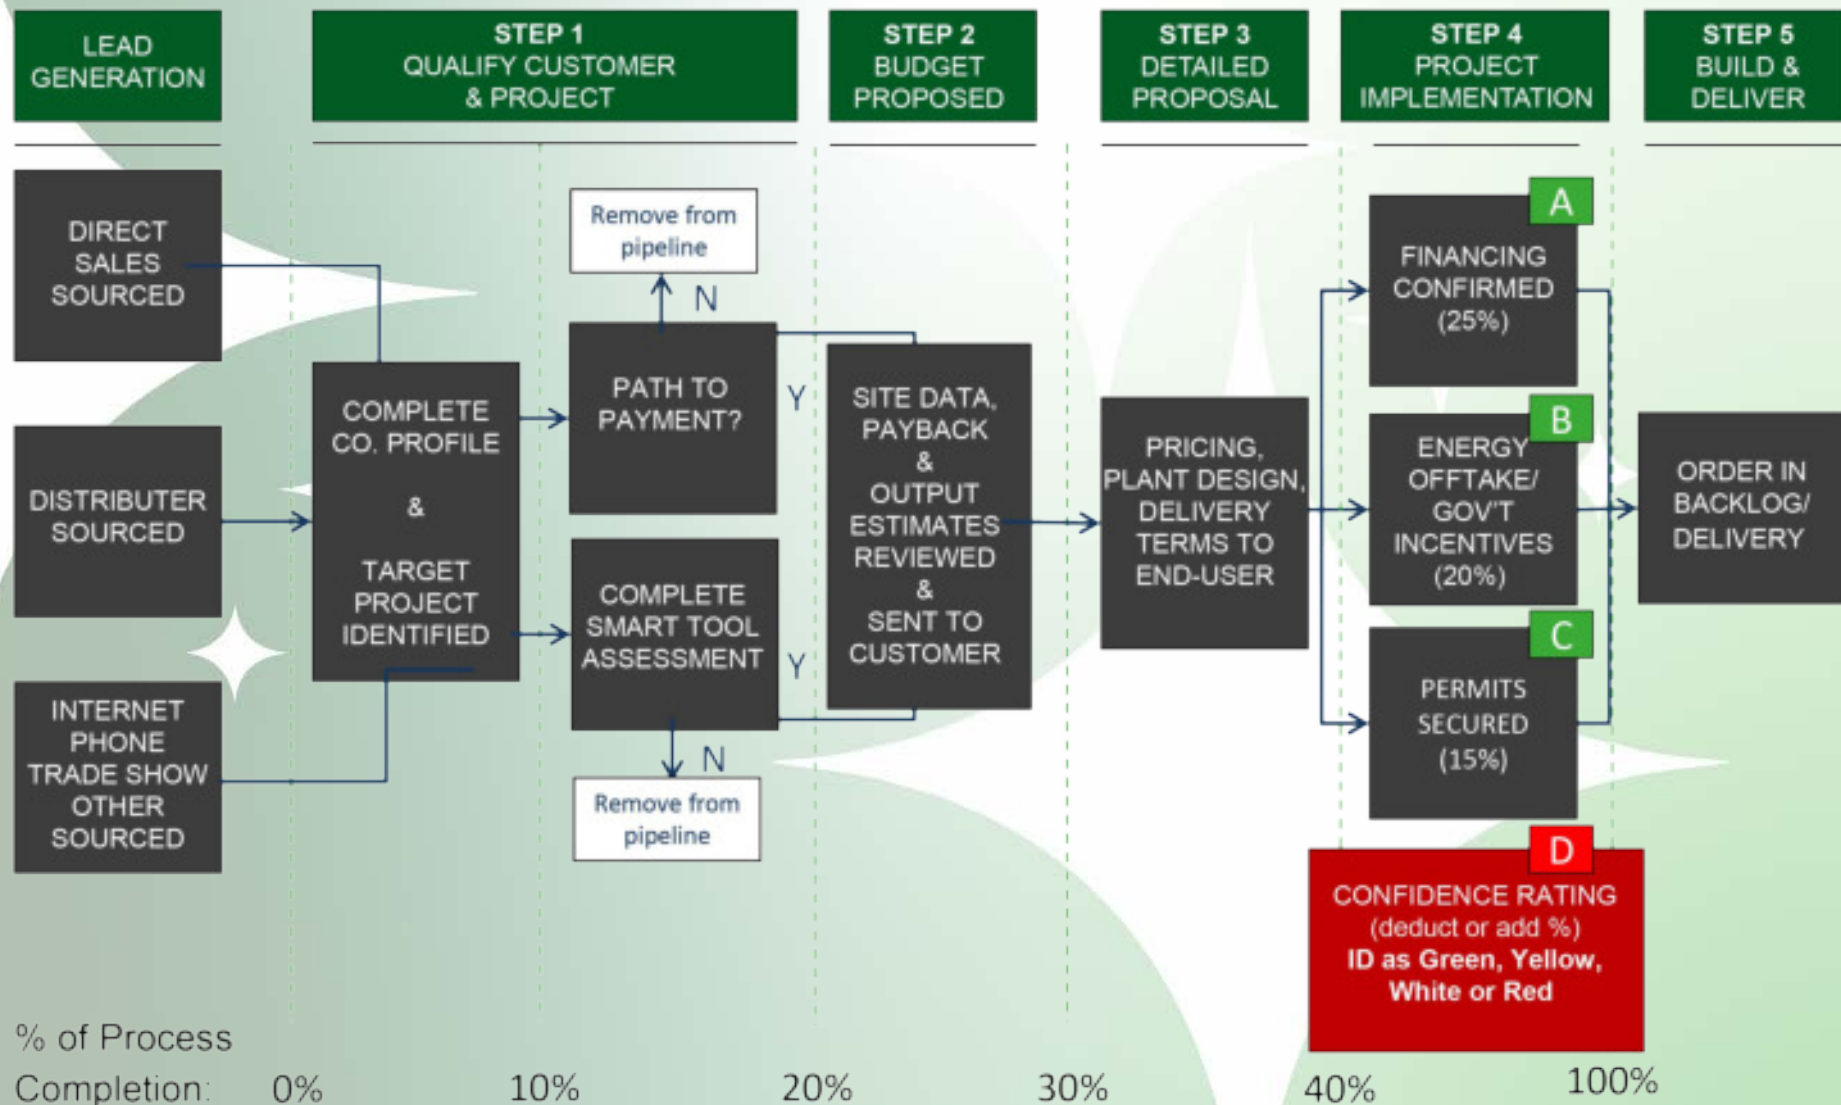 LEAD
GENERATION
STEP 1
QUALIFY CUSTOMER
& PROJECT
STEP 2
BUDGET
PROPOSED
STEP 3
DETAILED
PROPOSAL
STEP 4
PROJECT
IMPLEMENTATION
STEP 5
BUILD &
DELIVER
DIRECT
SALES
SOURCED
DISTRIBUTER
SOURCED
INTERNET
PHONE
TRADE SHOW
OTHER
SOURCED
COMPLETE
CO. PROFILE
&
TARGET
PROJECT
IDENTIFIED
Remove from
pipeline
N
PATH TO
PAYMENT?
Y
COMPLETE
SMART TOOL
ASSESSMENT
Y
N
Remove from
pipeline
SITE DATA,
PAYBACK
&
OUTPUT
ESTIMATES
REVIEWED
&
SENT TO
CUSTOMER
PRICING,
PLANT DESIGN,
DELIVERY
TERMS TO
END-USER
A
FINANCING
CONFIRMED
(25%)
B
ENERGY
OFFTAKE/
GOV'T
INCENTIVES
(20%)
C
PERMITS
SECURED
(15%)
D
CONFIDENCE RATING
(deduct or add %)
ID as Green, Yellow,
White or Red
ORDER IN
BACKLOG/
DELIVERY
% of Process
Completion: 0% 10% 20% 30% 40% 100%